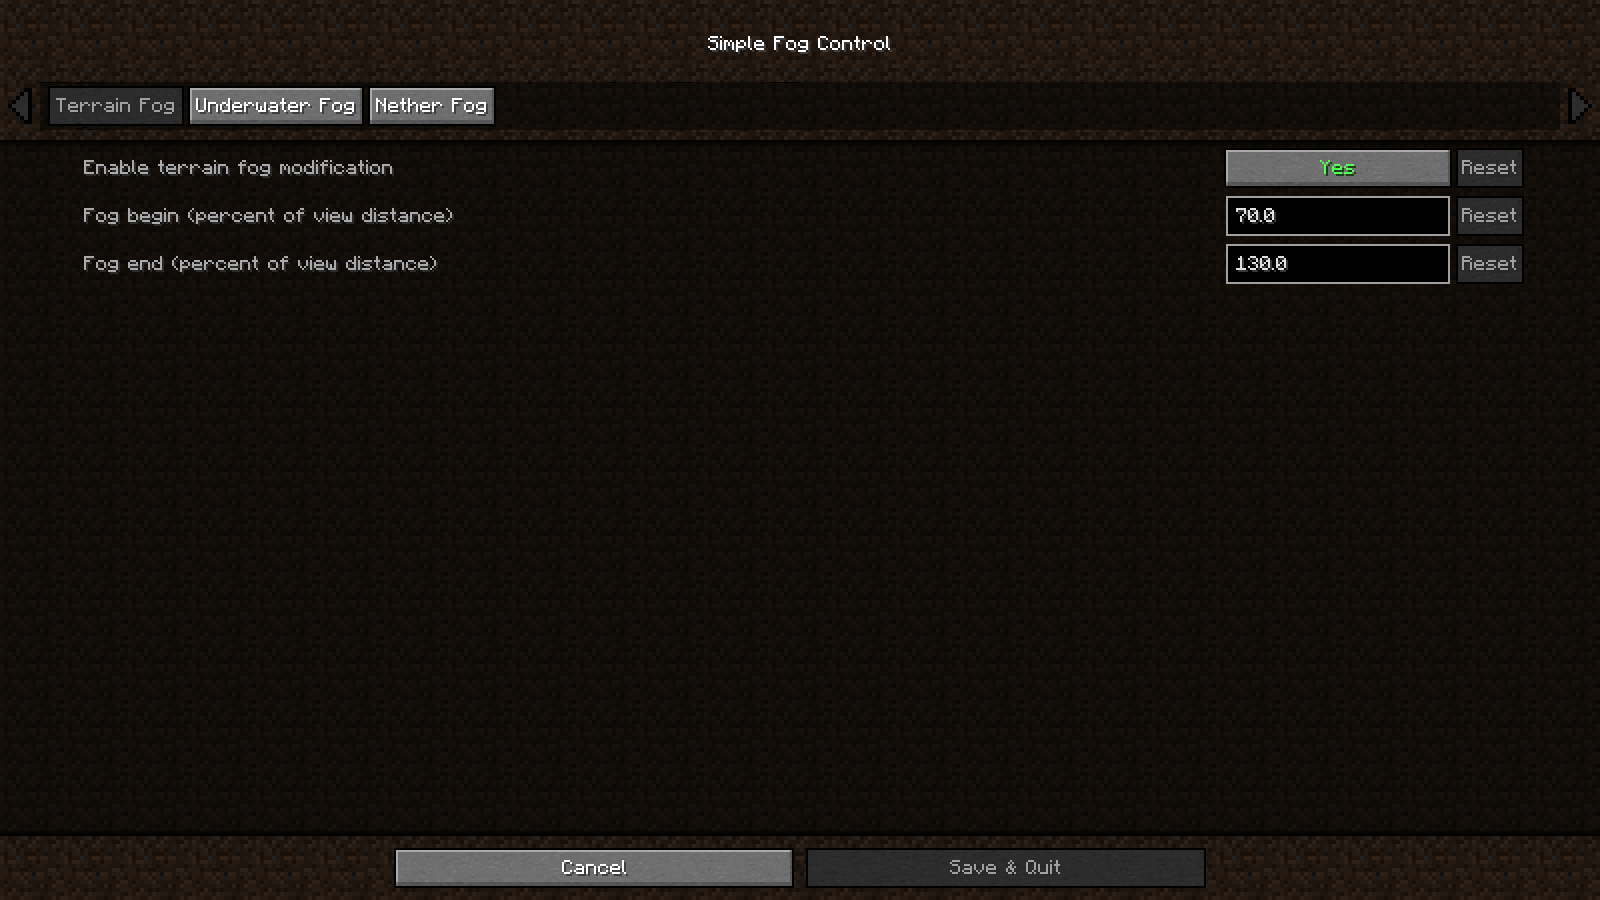 Simple Fog Control
Terrain Fog Underwater Fog Nether Fog
Enable terrain fog modification Yes Reset
Fog begin (percent of view distance) 70.0 Reset
Fog end (percent of view distance) 130.0 Reset
Cancel Save & Quit